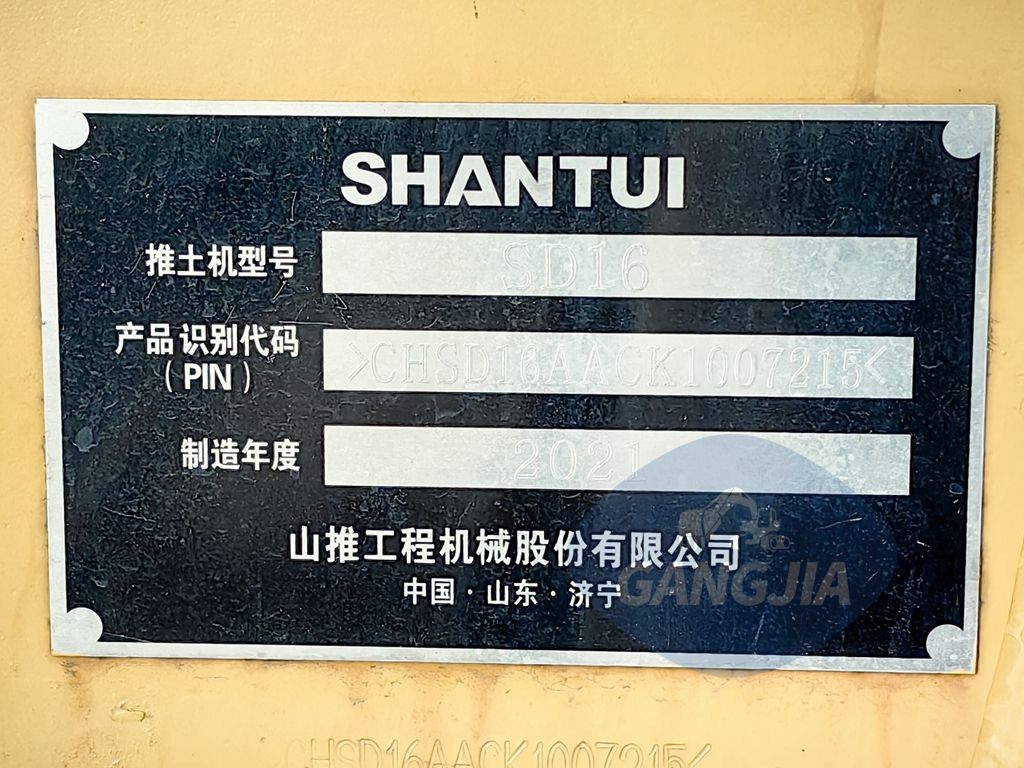 SHANTUI
推土机型号 SD16
产品识别代码 >CHSD16AACK1007215<
(PIN)
制造年度 2021
山推工程机械股份有限公司
中国·山东·济宁
GANGJIA
CHSD16AACK1007215<